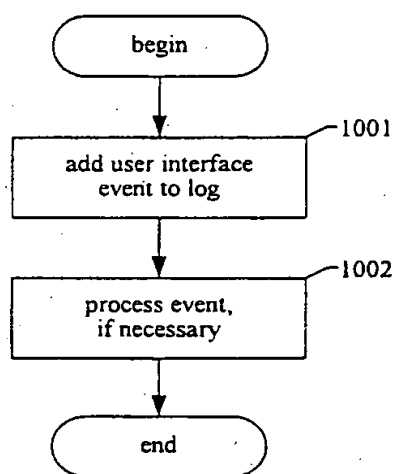 begin
1001
add user interface
event to log
1002
process event,
if necessary
end